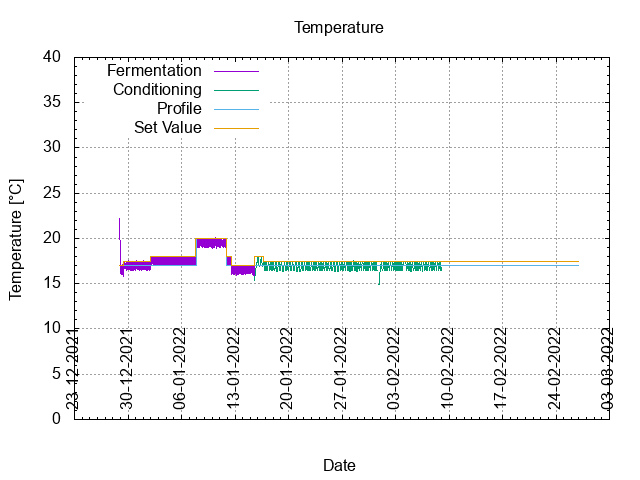 Temperature
40
35
30
25
20
15
10
5
0
Temperature [°C]
Fermentation
Conditioning
Profile
Set Value
23-12-2021
30-12-2021
06-01-2022
13-01-2022
20-01-2022
27-01-2022
03-02-2022
10-02-2022
17-02-2022
24-02-2022
03-03-2022
Date